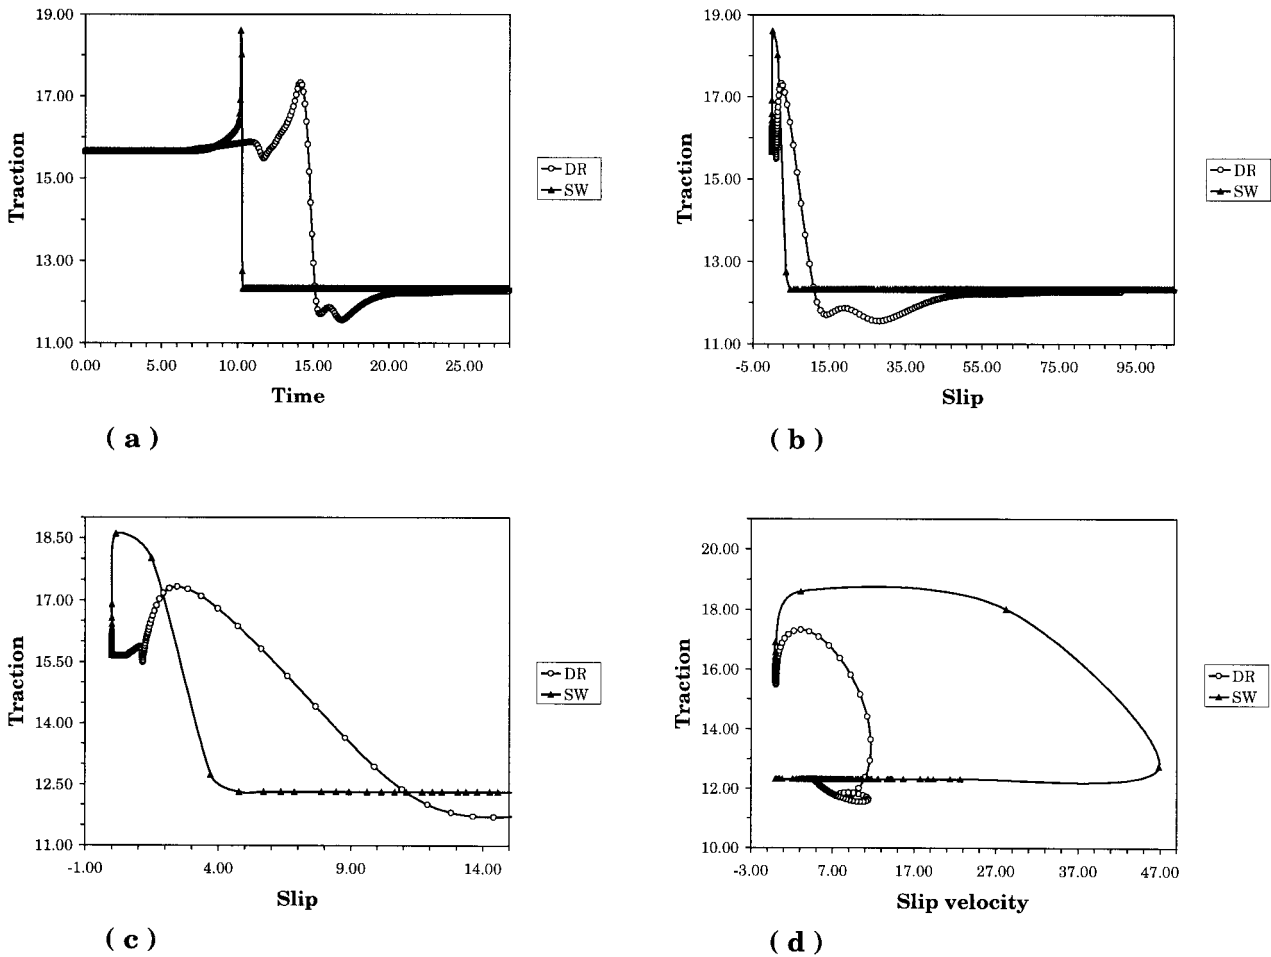 19.00
17.00
15.00
13.00
11.00
Traction
0.00 5.00 10.00 15.00 20.00 25.00
Time
DR
SW
( a )
19.00
17.00
15.00
13.00
11.00
Traction
-5.00 15.00 35.00 55.00 75.00 95.00
Slip
DR
SW
( b )
18.50
17.00
15.50
14.00
12.50
11.00
Traction
-1.00 4.00 9.00 14.00
Slip
DR
SW
( c )
20.00
18.00
16.00
14.00
12.00
10.00
Traction
-3.00 7.00 17.00 27.00 37.00 47.00
Slip velocity
DR
SW
( d )